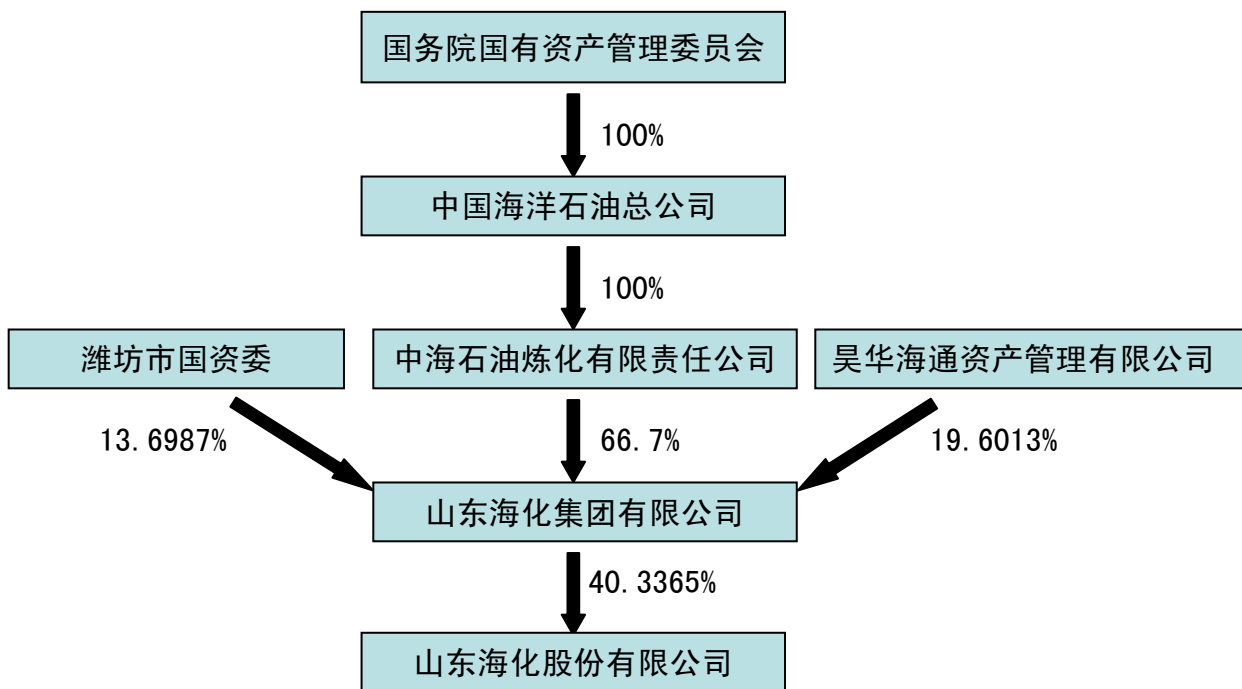 国务院国有资产管理委员会
100%
中国海洋石油总公司
100%
潍坊市国资委
中海石油炼化有限责任公司
昊华海通资产管理有限公司
13.6987%
66.7%
19.6013%
山东海化集团有限公司
40.3365%
山东海化股份有限公司